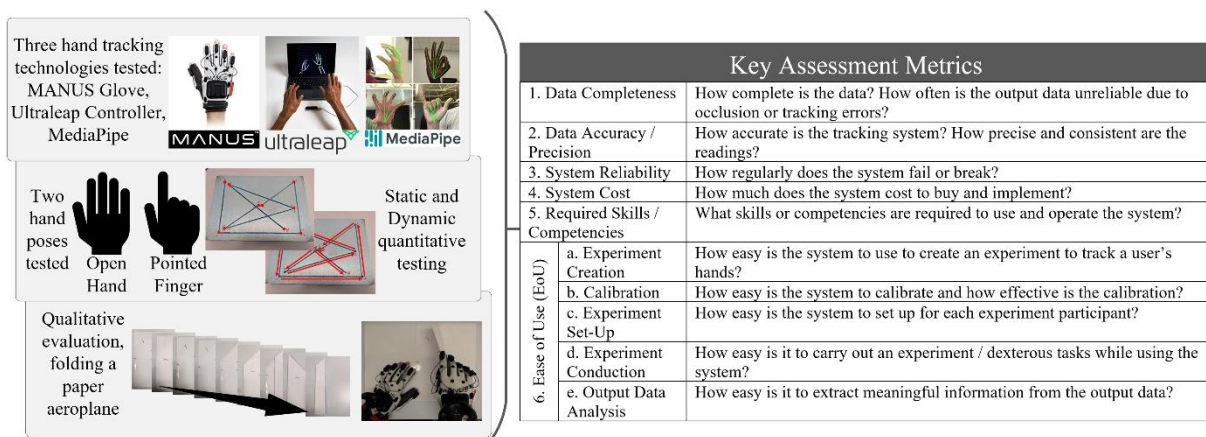 Three hand tracking
technologies tested:
MANUS Glove,
Ultraleap Controller,
MediaPipe
MANUS
ultraleap
MediaPipe
Two
hand
poses
tested
Open
Hand
Pointed
Finger
Static and
Dynamic
quantitative
testing
Qualitative
evaluation,
folding a
paper
aeroplane
Key Assessment Metrics
1. Data Completeness
How complete is the data? How often is the output data unreliable due to
occlusion or tracking errors?
2. Data Accuracy /
Precision
How accurate is the tracking system? How precise and consistent are the
readings?
3. System Reliability
How regularly does the system fail or break?
4. System Cost
How much does the system cost to buy and implement?
5. Required Skills /
Competencies
What skills or competencies are required to use and operate the system?
6. Ease of Use (EoU)
a. Experiment
Creation
How easy is the system to use to create an experiment to track a user's
hands?
b. Calibration
How easy is the system to calibrate and how effective is the calibration?
c. Experiment
Set-Up
How easy is the system to set up for each experiment participant?
d. Experiment
Conduction
How easy is it to carry out an experiment / dexterous tasks while using the
system?
e. Output Data
Analysis
How easy is it to extract meaningful information from the output data?